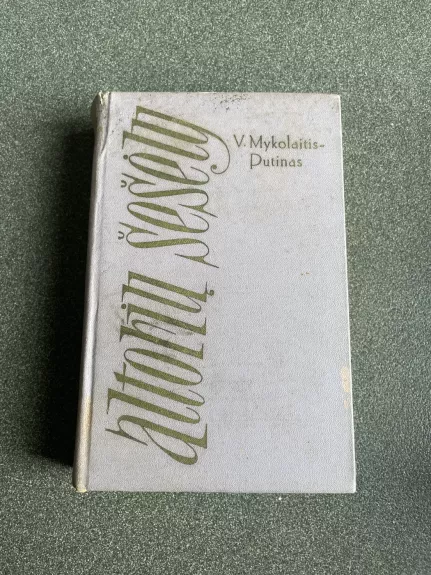 V. Mykolaitis-
Putinas
altorių šešėly